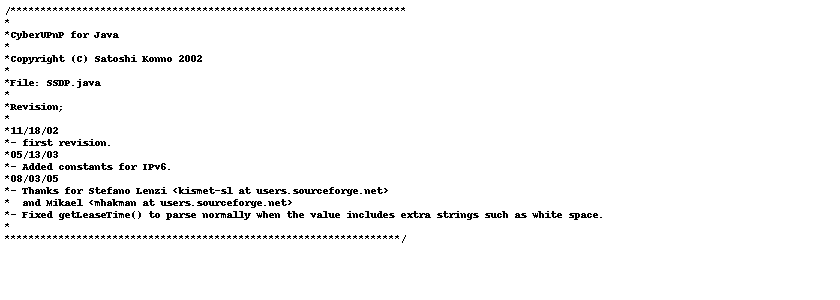 /******************************************************************
*
*CyberUPnP for Java
*
*Copyright (C) Satoshi Konno 2002
*
*File: SSDP.java
*
*Revision;
*
*11/18/02
*- first revision.
*05/13/03
*- Added constants for IPv6.
*08/03/05
*- Thanks for Stefano Lenzi <kismet-sl at users.sourceforge.net>
*  and Mikael <mhakman at users.sourceforge.net>
*- Fixed getLeaseTime() to parse normally when the value includes extra strings such as white space.
*
******************************************************************/